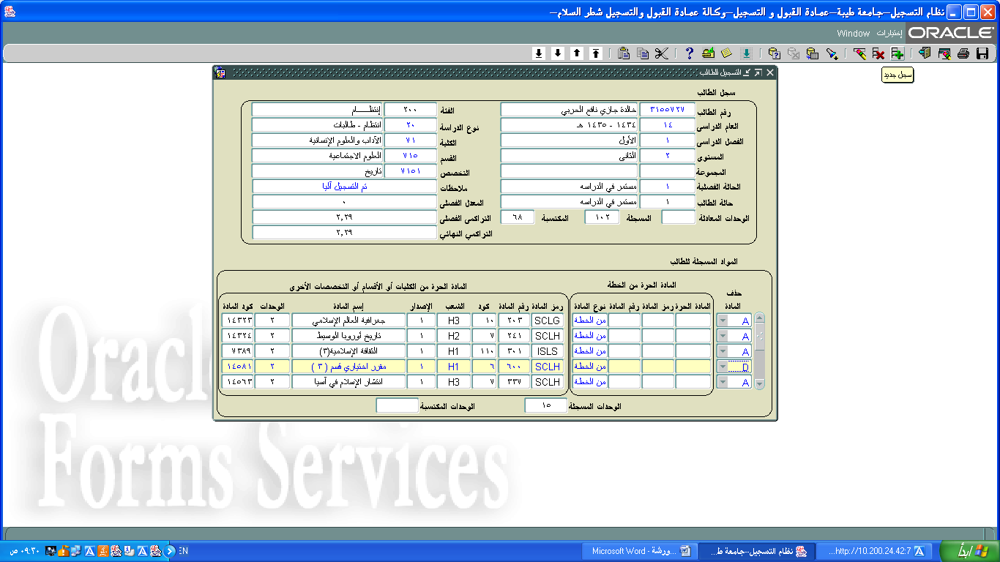 نظام التسجيل--جامعة طيبة--عمادة القبول و التسجيل--وكالة عمادة القبول والتسجيل شطر السلام--
ORACLE إختيارات Window
سجل جديد
التسجيل للطالب
سجل الطالب
رقم الطالب ٣١٥٥٧٢٧ خالدة جازي نافع الحربي الفئة ٢٠٠ إنتظـــــام
العام الدراسى ١٤ ١٤٣٤ - ١٤٣٥ هـ نوع الدراسة ٢٠ انتظام - طالبات
الفصل الدراسى ١ الأول الكلية ٧١ الآداب والعلوم الإنسانية
المستوى ٢ الثانى القسم ٧١٥ العلوم الاجتماعية
المجموعة التخصص ٧١٥١ تاريخ
الحالة الفصلية ١ مستمر في الدراسه ملاحظات تم التسجيل آليا
حالة الطالب ١ مستمر في الدراسه المعدل الفصلى ٠
الوحدات المعادلة المسجلة ١٠٢ المكتسبة ٦٨ التراكمى الفصلى ٢,٢٩
التراكمي النهائي ٢,٢٩
المواد المسجلة للطالب
حذف المادة
المادة الحرة من الخطة
المادة الحرة من الكليات أو الأقسام أو التخصصات الأخرى
المادة الحرة رمز المادة رقم المادة نوع المادة رمز المادة رقم المادة كود الشعب الإصدار إسم المادة الوحدات كود المادة
A من الخطة SCLG ٢٠٣ ١٠ H3 ١ جغرافية العالم الإسلامي ٢ ١٤٣٢٣
A من الخطة SCLH ٢٤١ ٧ H2 ١ تاريخ أوروبا الوسيط ٢ ١٤٣٢٤
A من الخطة ISLS ٣٠١ ١١٠ H1 ١ الثقافة الإسلامية(٣) ٢ ٧٣٨٩
D من الخطة SCLH ٦٠٠ ٦ H1 ١ مقرر اختياري قسم ( ٣ ) ٢ ١٤٥٨١
A من الخطة SCLH ٣٣٧ ٧ H3 ١ انتشار الإسلام في آسيا ٢ ١٤٥٦٣
الوحدات المسجلة ١٥ الوحدات المكتسبة
Oracle
Forms Services
ابدأ http://10.200.24.42:7... نظام التسجيل--جامعة ط... ورشة - Microsoft Word... EN ٠٩:٣٠ ص